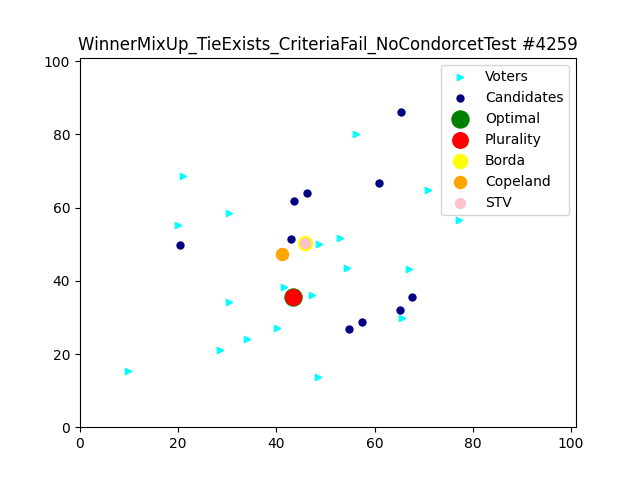 WinnerMixUp_TieExists_CriteriaFail_NoCondorcetTest #4259
100
80
60
40
20
0
0
20
40
60
80
100
Voters
Candidates
Optimal
Plurality
Borda
Copeland
STV